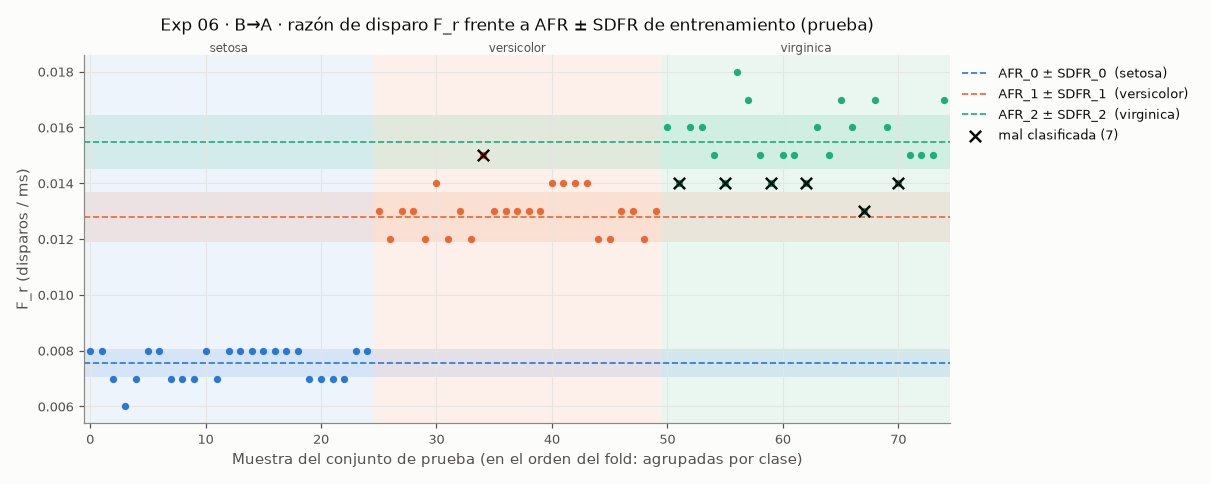 Exp 06 · B→A · razón de disparo F_r frente a AFR ± SDFR de entrenamiento (prueba)
setosa versicolor virginica
F_r (disparos / ms)
0.018
0.016
0.014
0.012
0.010
0.008
0.006
0 10 20 30 40 50 60 70
Muestra del conjunto de prueba (en el orden del fold: agrupadas por clase)
AFR_0 ± SDFR_0 (setosa)
AFR_1 ± SDFR_1 (versicolor)
AFR_2 ± SDFR_2 (virginica)
mal clasificada (7)